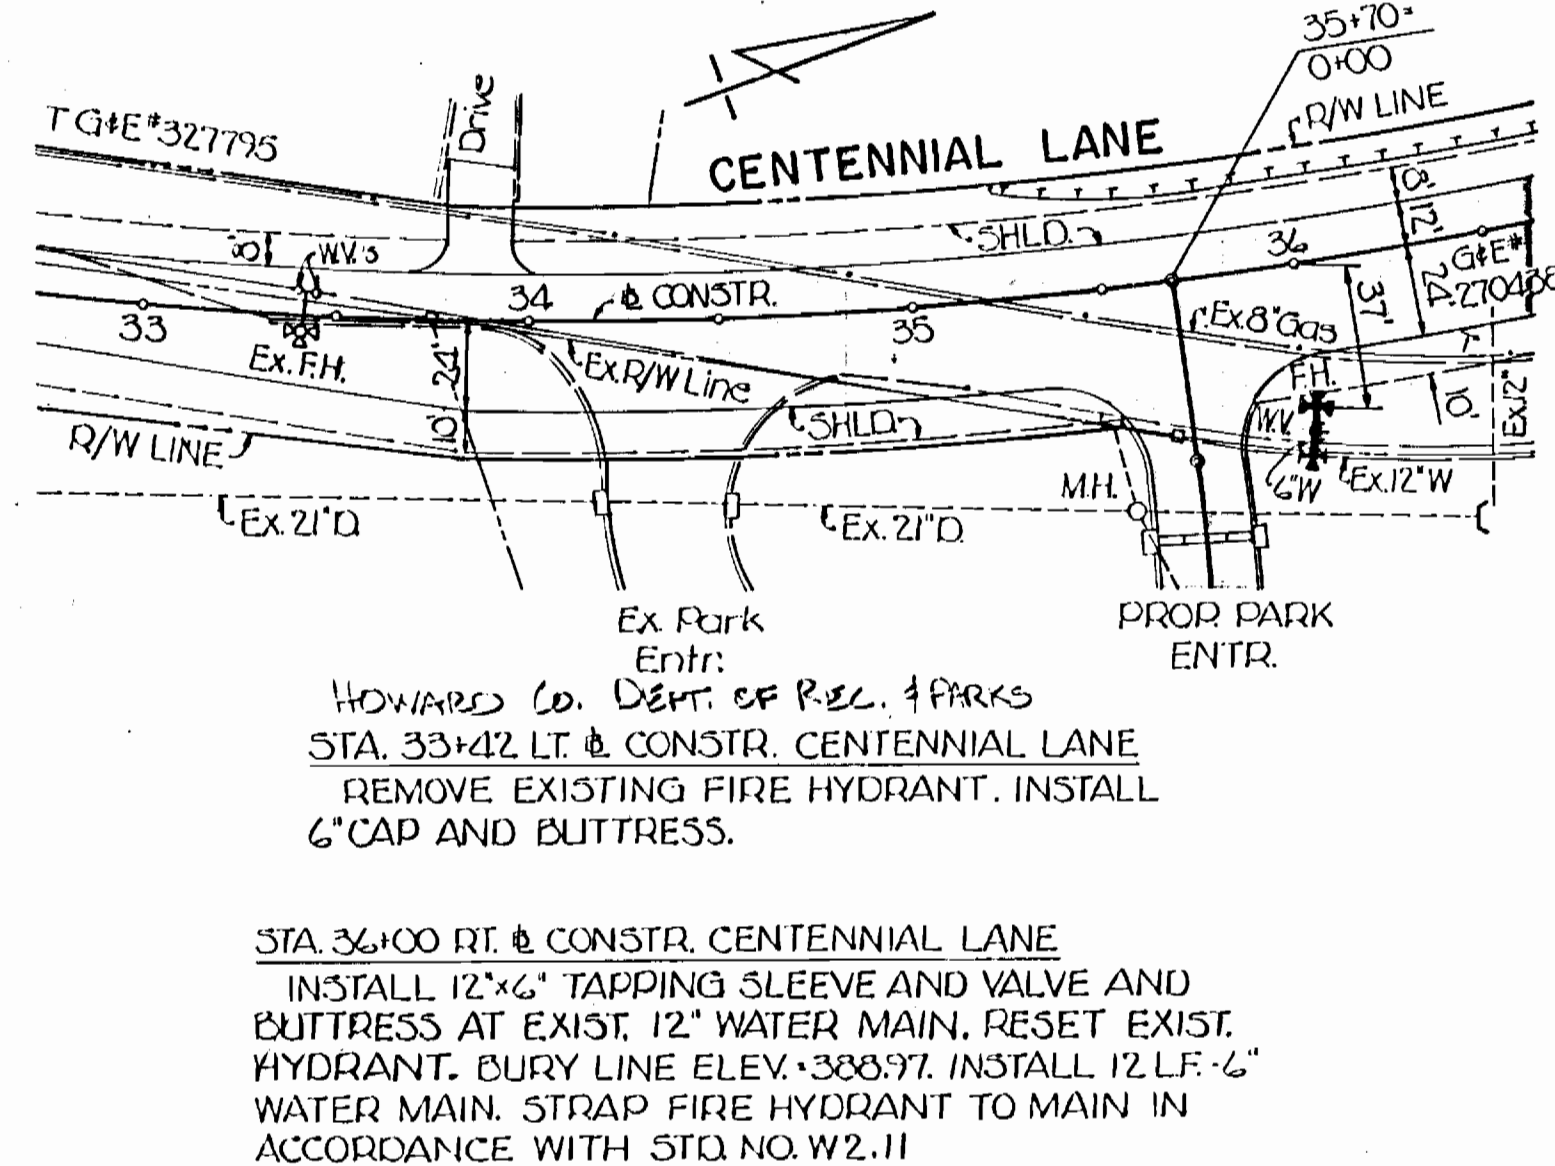 35+70=
0+00
R/W LINE
T G&E #327795
Drive
CENTENNIAL LANE
8'
12'
SHLD.
36
G&E#
270438
24'
8'
W.V.'s
34
℄ CONSTR.
33
35
Ex. 8" Gas
37'
Ex. F.H.
24'
Ex. R/W Line
F.H.
10'
Ex. 12"
10'
SHLD.
W.V.
R/W LINE
M.H.
6"W
Ex. 12"W
Ex. 21"D.
Ex. 21"D.
Ex. Park
Entr.
PROP. PARK
ENTR.
HOWARD CO. DEPT. OF REC. & PARKS
STA. 33+42 LT. ℄ CONSTR. CENTENNIAL LANE
REMOVE EXISTING FIRE HYDRANT. INSTALL
6" CAP AND BUTTRESS.
STA. 36+00 RT. ℄ CONSTR. CENTENNIAL LANE
INSTALL 12"x6" TAPPING SLEEVE AND VALVE AND
BUTTRESS AT EXIST. 12" WATER MAIN. RESET EXIST.
HYDRANT. BURY LINE ELEV.=388.97. INSTALL 12 L.F.-6"
WATER MAIN. STRAP FIRE HYDRANT TO MAIN IN
ACCORDANCE WITH STD. NO. W2.11